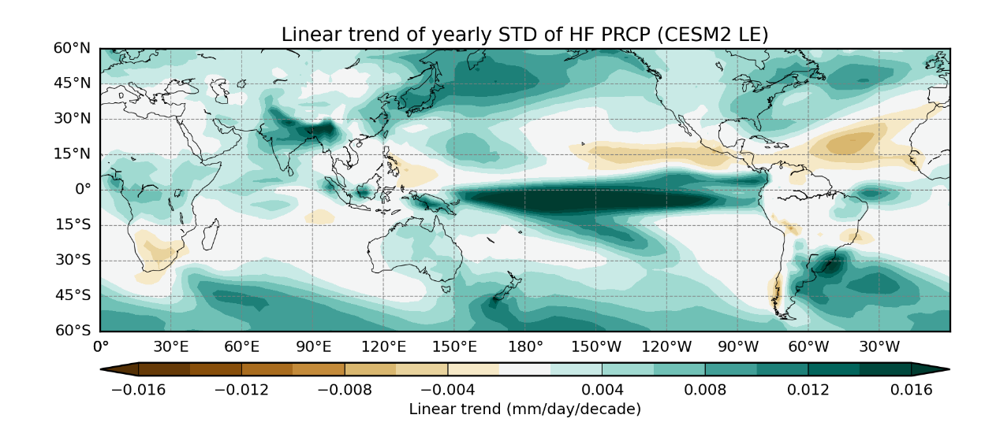 Linear trend of yearly STD of HF PRCP (CESM2 LE)
60°N
45°N
30°N
15°N
0°
15°S
30°S
45°S
60°S
0° 30°E 60°E 90°E 120°E 150°E 180° 150°W 120°W 90°W 60°W 30°W
−0.016 −0.012 −0.008 −0.004 0.004 0.008 0.012 0.016
Linear trend (mm/day/decade)